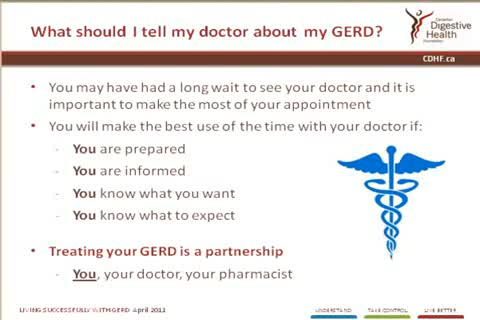 What should I tell my doctor about my GERD?
Canadian
Digestive
Health
Foundation
CDHF.ca
• You may have had a long wait to see your doctor and it is
important to make the most of your appointment
• You will make the best use of the time with your doctor if:
- You are prepared
- You are informed
- You know what you want
- You know what to expect
• Treating your GERD is a partnership
- You, your doctor, your pharmacist
LIVING SUCCESSFULLY WITH GERD April 2011
UNDERSTAND
TAKE CONTROL
LIVE BETTER